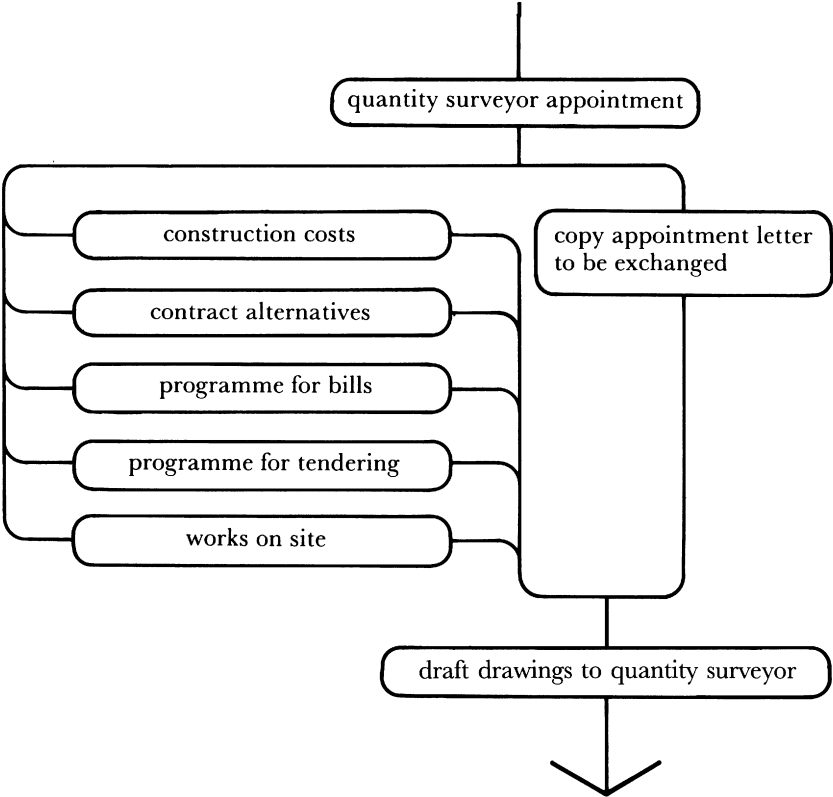 quantity surveyor appointment
construction costs
copy appointment letter
to be exchanged
contract alternatives
programme for bills
programme for tendering
works on site
draft drawings to quantity surveyor